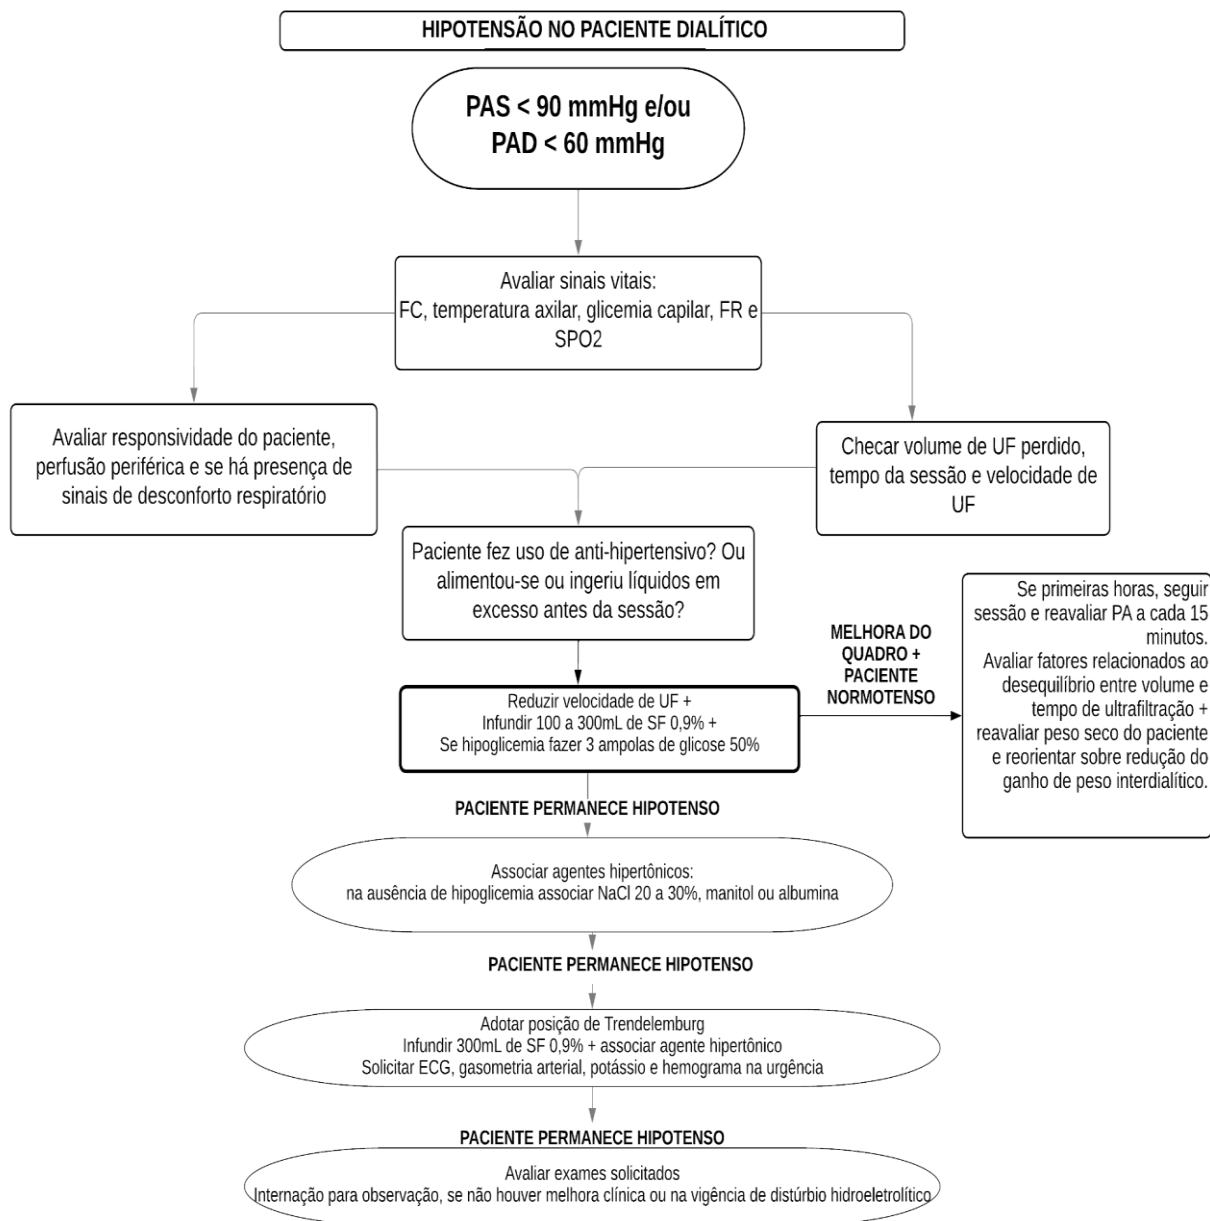 HIPOTENSÃO NO PACIENTE DIALÍTICO
PAS < 90 mmHg e/ou
PAD < 60 mmHg
Avaliar sinais vitais:
FC, temperatura axilar, glicemia capilar, FR e
SPO2
Avaliar responsividade do paciente,
perfusão periférica e se há presença de
sinais de desconforto respiratório
Checar volume de UF perdido,
tempo da sessão e velocidade de
UF
Paciente fez uso de anti-hipertensivo? Ou
alimentou-se ou ingeriu líquidos em
excesso antes da sessão?
Reduzir velocidade de UF +
Infundir 100 a 300mL de SF 0,9% +
Se hipoglicemia fazer 3 ampolas de glicose 50%
MELHORA DO
QUADRO +
PACIENTE
NORMOTENSO
Se primeiras horas, seguir
sessão e reavaliar PA a cada 15
minutos.
Avaliar fatores relacionados ao
desequilíbrio entre volume e
tempo de ultrafiltração +
reavaliar peso seco do paciente
e reorientar sobre redução do
ganho de peso interdialítico.
PACIENTE PERMANECE HIPOTENSO
Associar agentes hipertônicos:
na ausência de hipoglicemia associar NaCl 20 a 30%, manitol ou albumina
PACIENTE PERMANECE HIPOTENSO
Adotar posição de Trendelemburg
Infundir 300mL de SF 0,9% + associar agente hipertônico
Solicitar ECG, gasometria arterial, potássio e hemograma na urgência
PACIENTE PERMANECE HIPOTENSO
Avaliar exames solicitados
Internação para observação, se não houver melhora clínica ou na vigência de distúrbio hidroeletrolítico